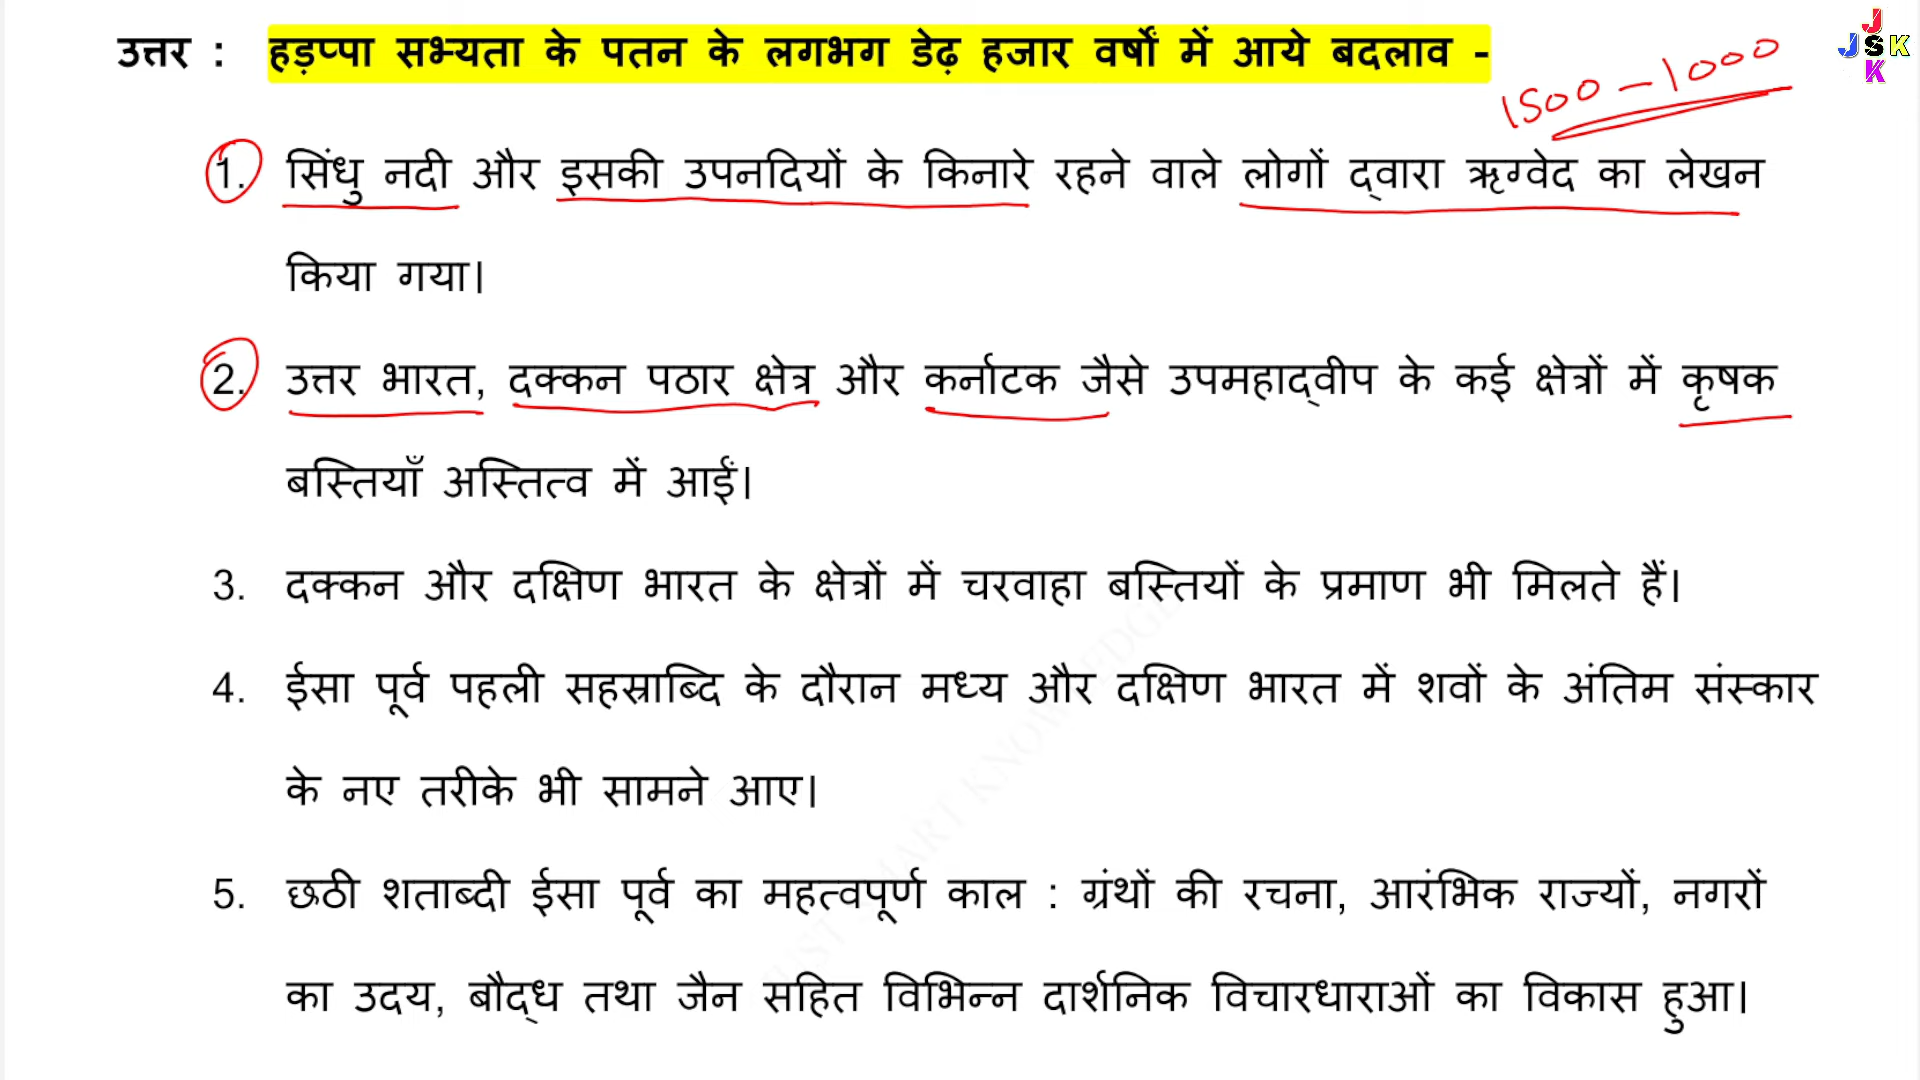 उत्तर : हड़प्पा सभ्यता के पतन के लगभग डेढ़ हजार वर्षों में आये बदलाव -
1500 - 1000
J
JSK
K
1. सिंधु नदी और इसकी उपनदियों के किनारे रहने वाले लोगों द्वारा ऋग्वेद का लेखन
किया गया।
2. उत्तर भारत, दक्कन पठार क्षेत्र और कर्नाटक जैसे उपमहाद्वीप के कई क्षेत्रों में कृषक
बस्तियाँ अस्तित्व में आईं।
3. दक्कन और दक्षिण भारत के क्षेत्रों में चरवाहा बस्तियों के प्रमाण भी मिलते हैं।
4. ईसा पूर्व पहली सहस्राब्दि के दौरान मध्य और दक्षिण भारत में शवों के अंतिम संस्कार
के नए तरीके भी सामने आए।
5. छठी शताब्दी ईसा पूर्व का महत्वपूर्ण काल : ग्रंथों की रचना, आरंभिक राज्यों, नगरों
का उदय, बौद्ध तथा जैन सहित विभिन्न दार्शनिक विचारधाराओं का विकास हुआ।
JUST SMART KNOWLEDGE